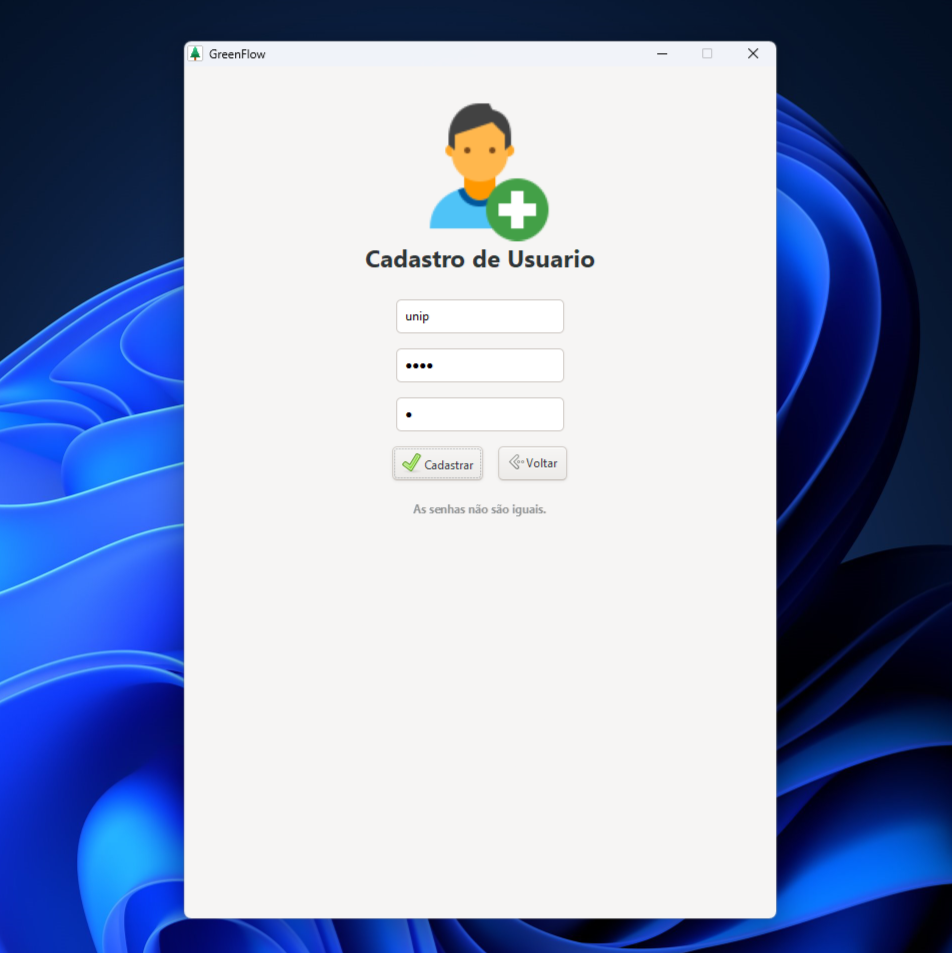 GreenFlow
Cadastro de Usuario
unip
••••
•
Cadastrar Voltar
As senhas não são iguais.